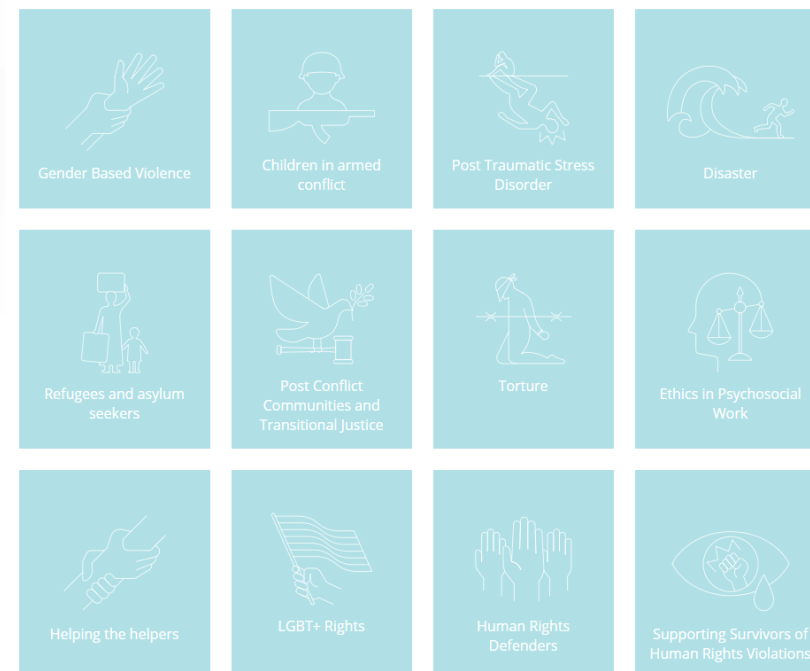 Gender Based Violence
Children in armed
conflict
Post Traumatic Stress
Disorder
Disaster
Refugees and asylum
seekers
Post Conflict
Communities and
Transitional Justice
Torture
Ethics in Psychosocial
Work
Helping the helpers
LGBT+ Rights
Human Rights
Defenders
Supporting Survivors of
Human Rights Violations